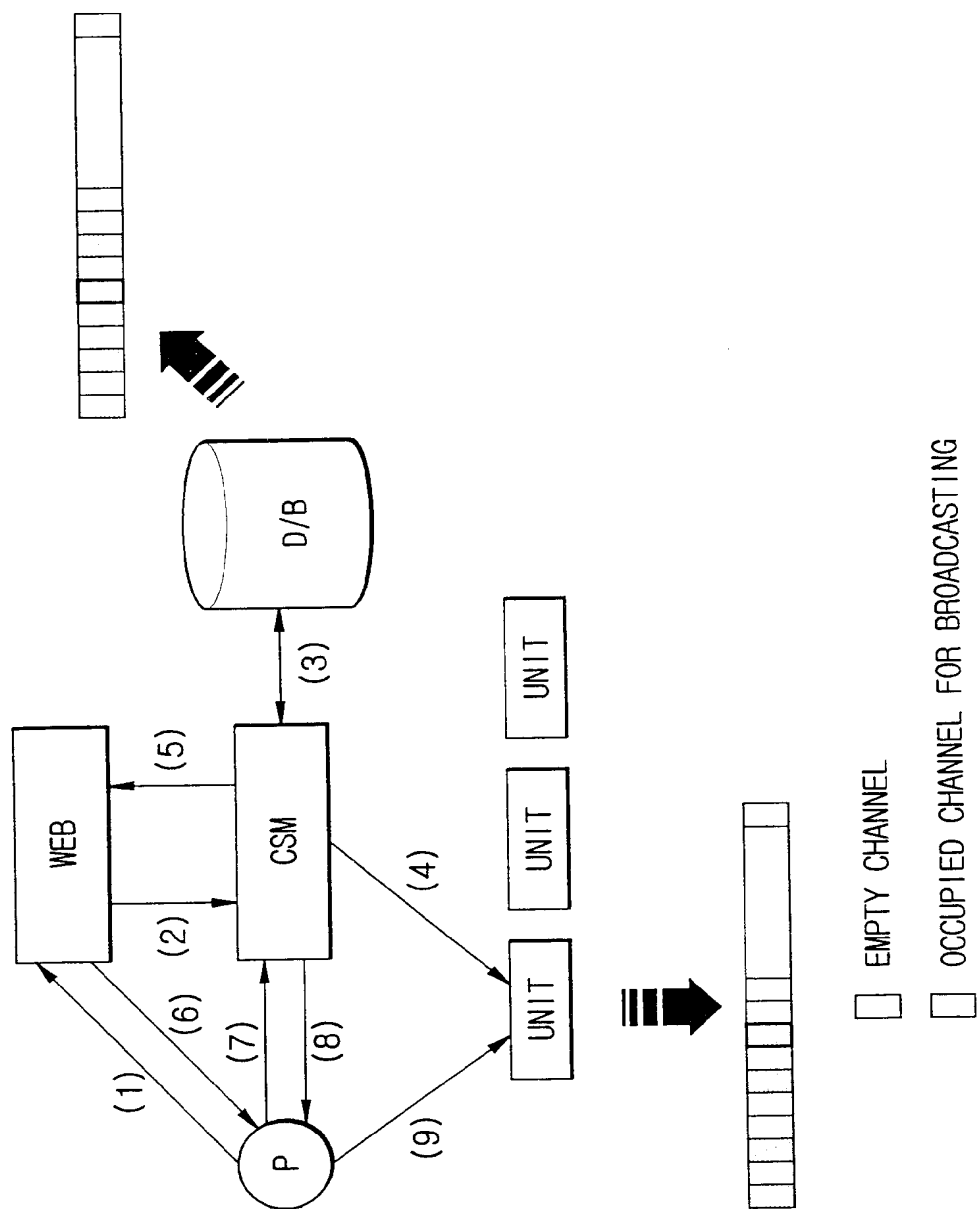 WEB
(1)
(2)
(5)
(6)
P
(7)
(8)
CSM
(3)
D/B
(4)
(9)
UNIT
UNIT
UNIT
EMPTY CHANNEL
OCCUPIED CHANNEL FOR BROADCASTING